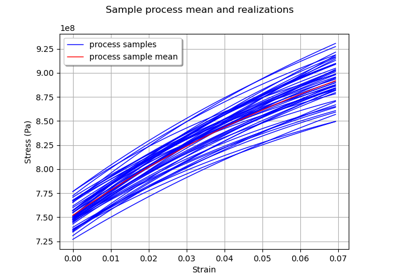 Sample process mean and realizations
1e8
process samples
process sample mean
9.25
9.00
8.75
8.50
8.25
8.00
7.75
7.50
7.25
Stress (Pa)
0.00 0.01 0.02 0.03 0.04 0.05 0.06 0.07
Strain